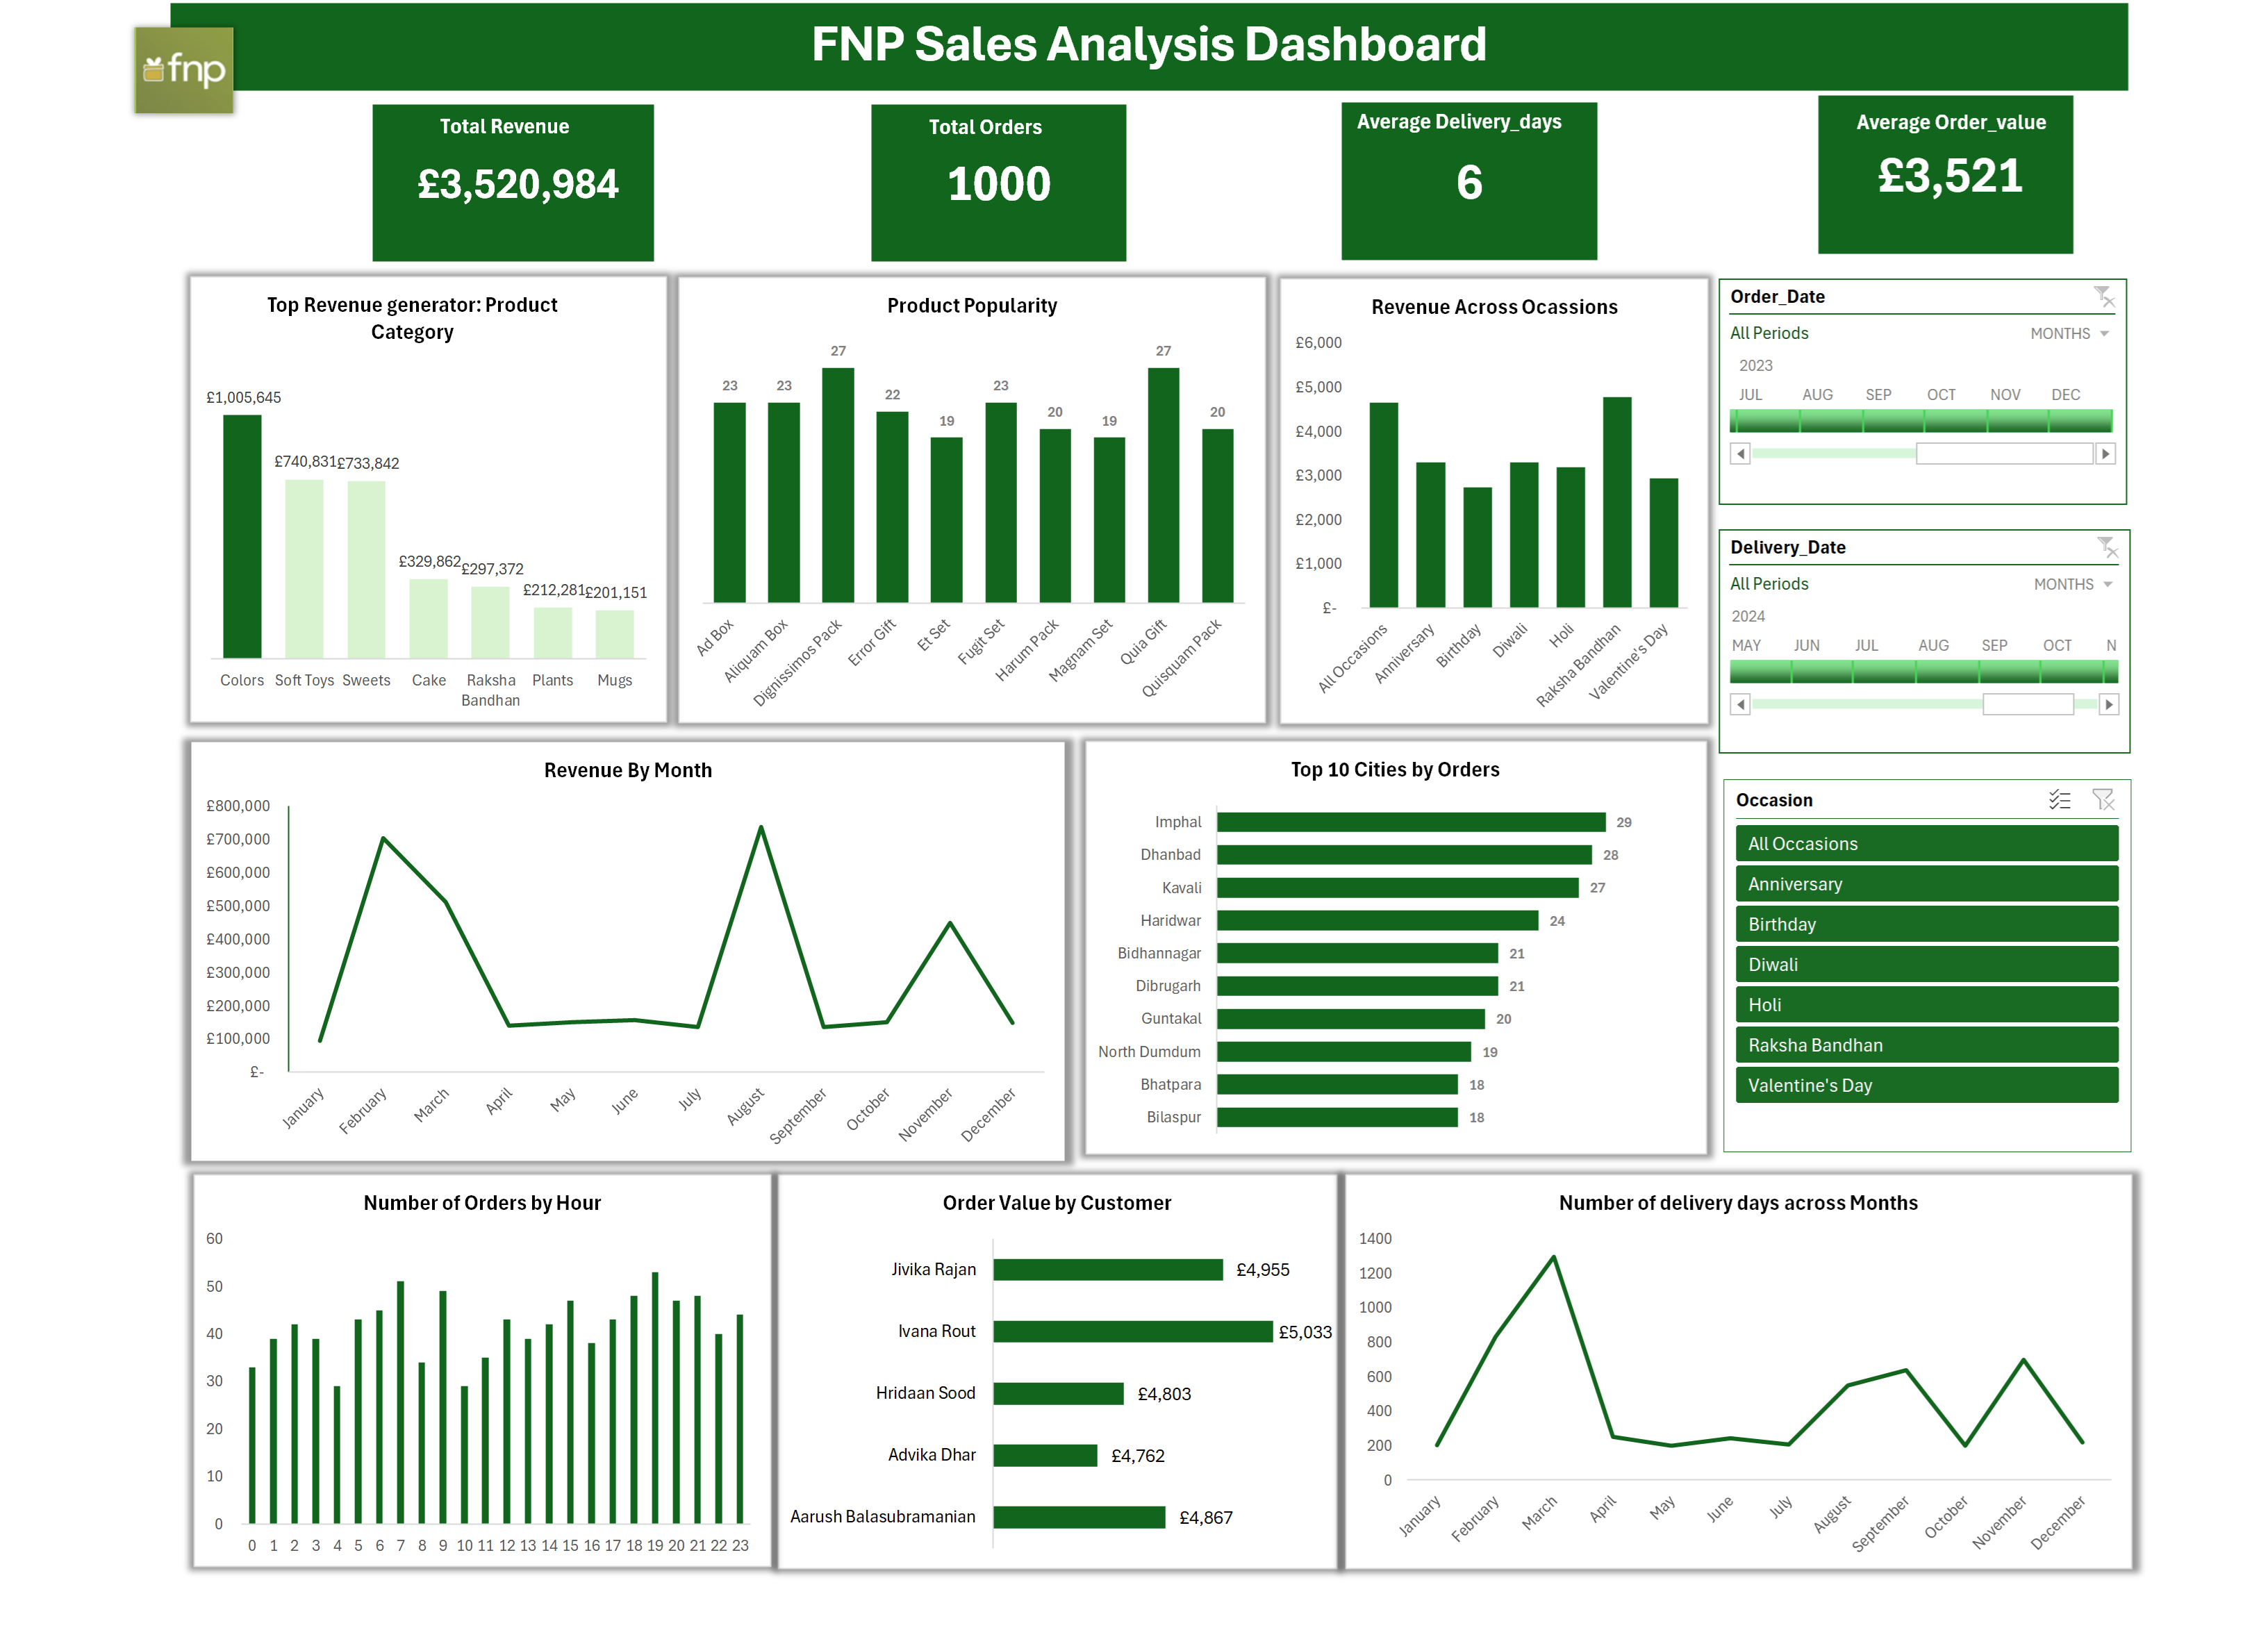 FNP Sales Analysis Dashboard
fnp
Total Revenue
£3,520,984
Total Orders
1000
Average Delivery_days
6
Average Order_value
£3,521
Top Revenue generator: Product
Category
£1,005,645
£740,831
£733,842
£329,862
£297,372
£212,281
£201,151
Colors
Soft Toys
Sweets
Cake
Raksha
Bandhan
Plants
Mugs
Product Popularity
23
23
27
22
19
23
20
19
27
20
Ad Box
Aliquam Box
Dignissimos Pack
Error Gift
Et Set
Fugit Set
Harum Pack
Magnam Set
Quia Gift
Quisquam Pack
Revenue Across Ocassions
£6,000
£5,000
£4,000
£3,000
£2,000
£1,000
£-
All Occasions
Anniversary
Birthday
Diwali
Holi
Raksha Bandhan
Valentine's Day
Order_Date
All Periods
MONTHS
2023
JUL AUG SEP OCT NOV DEC
Delivery_Date
All Periods
MONTHS
2024
MAY JUN JUL AUG SEP OCT N
Revenue By Month
£800,000
£700,000
£600,000
£500,000
£400,000
£300,000
£200,000
£100,000
£-
January
February
March
April
May
June
July
August
September
October
November
December
Top 10 Cities by Orders
Imphal 29
Dhanbad 28
Kavali 27
Haridwar 24
Bidhannagar 21
Dibrugarh 21
Guntakal 20
North Dumdum 19
Bhatpara 18
Bilaspur 18
Occasion
All Occasions
Anniversary
Birthday
Diwali
Holi
Raksha Bandhan
Valentine's Day
Number of Orders by Hour
60
50
40
30
20
10
0
0 1 2 3 4 5 6 7 8 9 10 11 12 13 14 15 16 17 18 19 20 21 22 23
Order Value by Customer
Jivika Rajan £4,955
Ivana Rout £5,033
Hridaan Sood £4,803
Advika Dhar £4,762
Aarush Balasubramanian £4,867
Number of delivery days across Months
1400
1200
1000
800
600
400
200
0
January
February
March
April
May
June
July
August
September
October
November
December